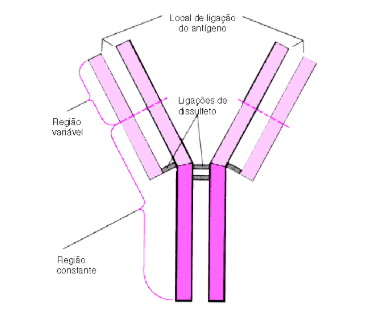 Local de ligação
do antígeno
Ligações de
dissulfeto
Região
variável
Região
constante